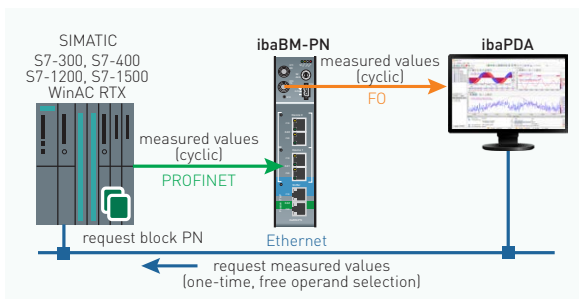 SIMATIC
S7-300, S7-400
S7-1200, S7-1500
WinAC RTX
ibaBM-PN
measured values
(cyclic)
FO
ibaPDA
measured values
(cyclic)
PROFINET
request block PN
Ethernet
request measured values
(one-time, free operand selection)